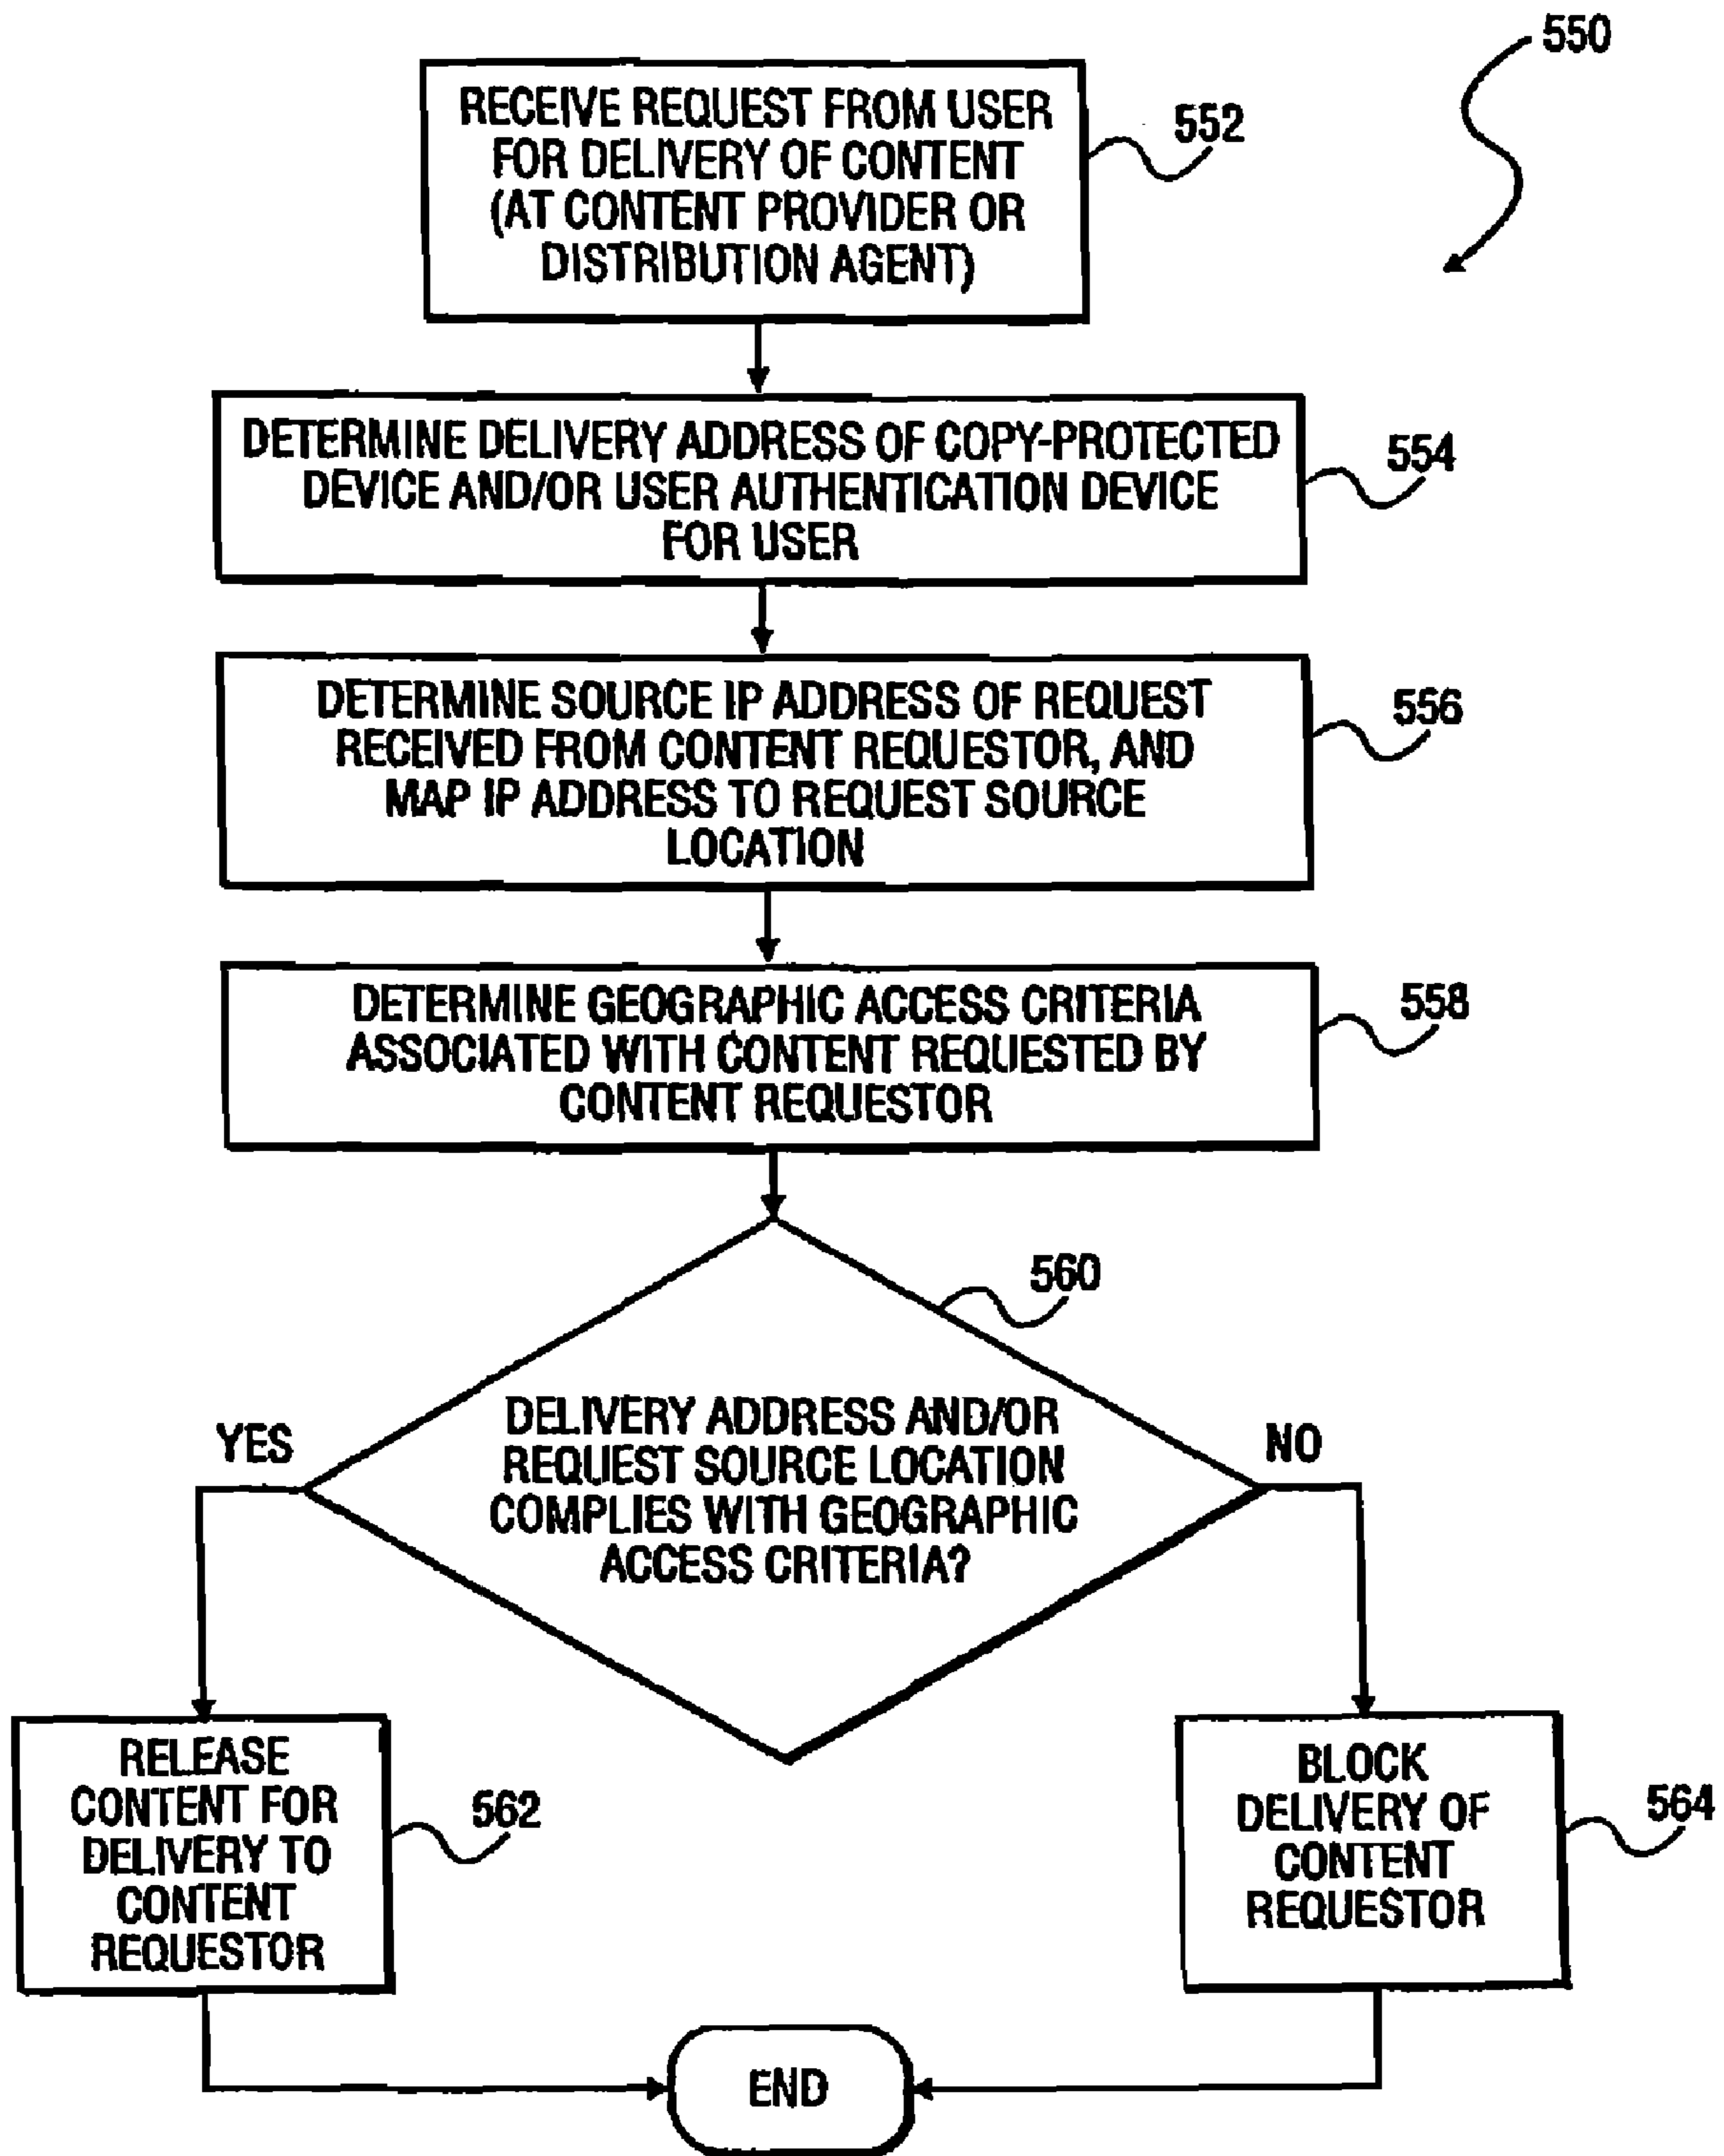 550
RECEIVE REQUEST FROM USER
FOR DELIVERY OF CONTENT
(AT CONTENT PROVIDER OR
DISTRIBUTION AGENT)
552
DETERMINE DELIVERY ADDRESS OF COPY-PROTECTED
DEVICE AND/OR USER AUTHENTICATION DEVICE
FOR USER
554
DETERMINE SOURCE IP ADDRESS OF REQUEST
RECEIVED FROM CONTENT REQUESTOR, AND
MAP IP ADDRESS TO REQUEST SOURCE
LOCATION
556
DETERMINE GEOGRAPHIC ACCESS CRITERIA
ASSOCIATED WITH CONTENT REQUESTED BY
CONTENT REQUESTOR
558
560
DELIVERY ADDRESS AND/OR
REQUEST SOURCE LOCATION
COMPLIES WITH GEOGRAPHIC
ACCESS CRITERIA?
YES
NO
RELEASE
CONTENT FOR
DELIVERY TO
CONTENT
REQUESTOR
562
BLOCK
DELIVERY OF
CONTENT
REQUESTOR
564
END